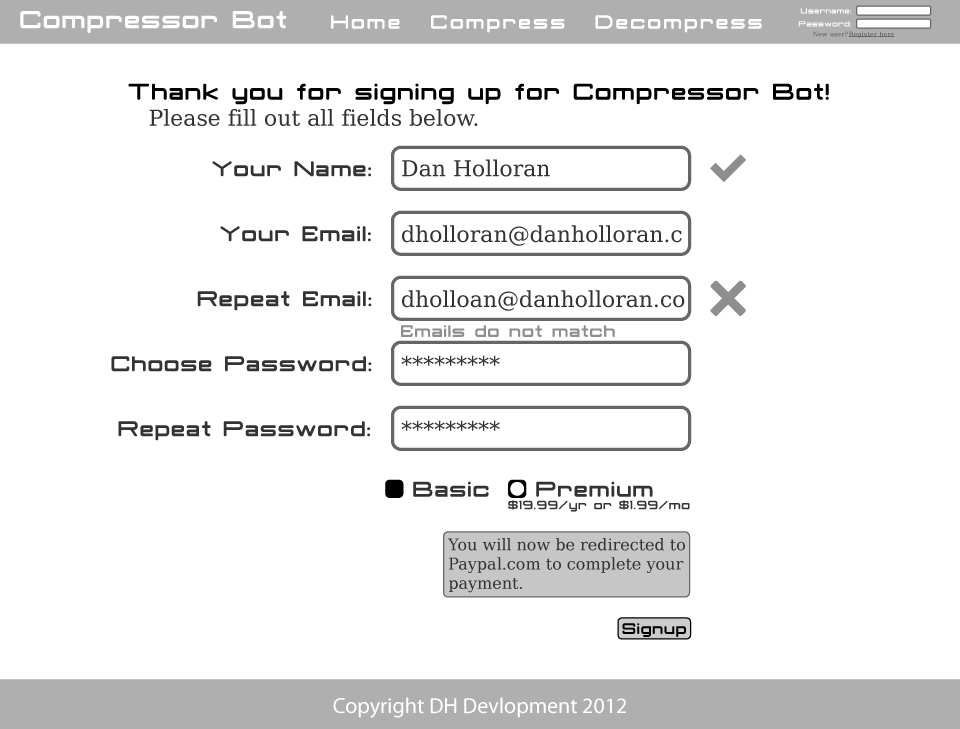 Compressor Bot Home Compress Decompress
Username:
Password:
New user? Register here
Thank you for signing up for Compressor Bot!
Please fill out all fields below.
Your Name: Dan Holloran
Your Email: dholloran@danholloran.c
Repeat Email: dholloan@danholloran.co
Emails do not match
Choose Password: *********
Repeat Password: *********
Basic Premium
$19.99/yr or $1.99/mo
You will now be redirected to
Paypal.com to complete your
payment.
Signup
Copyright DH Devlopment 2012